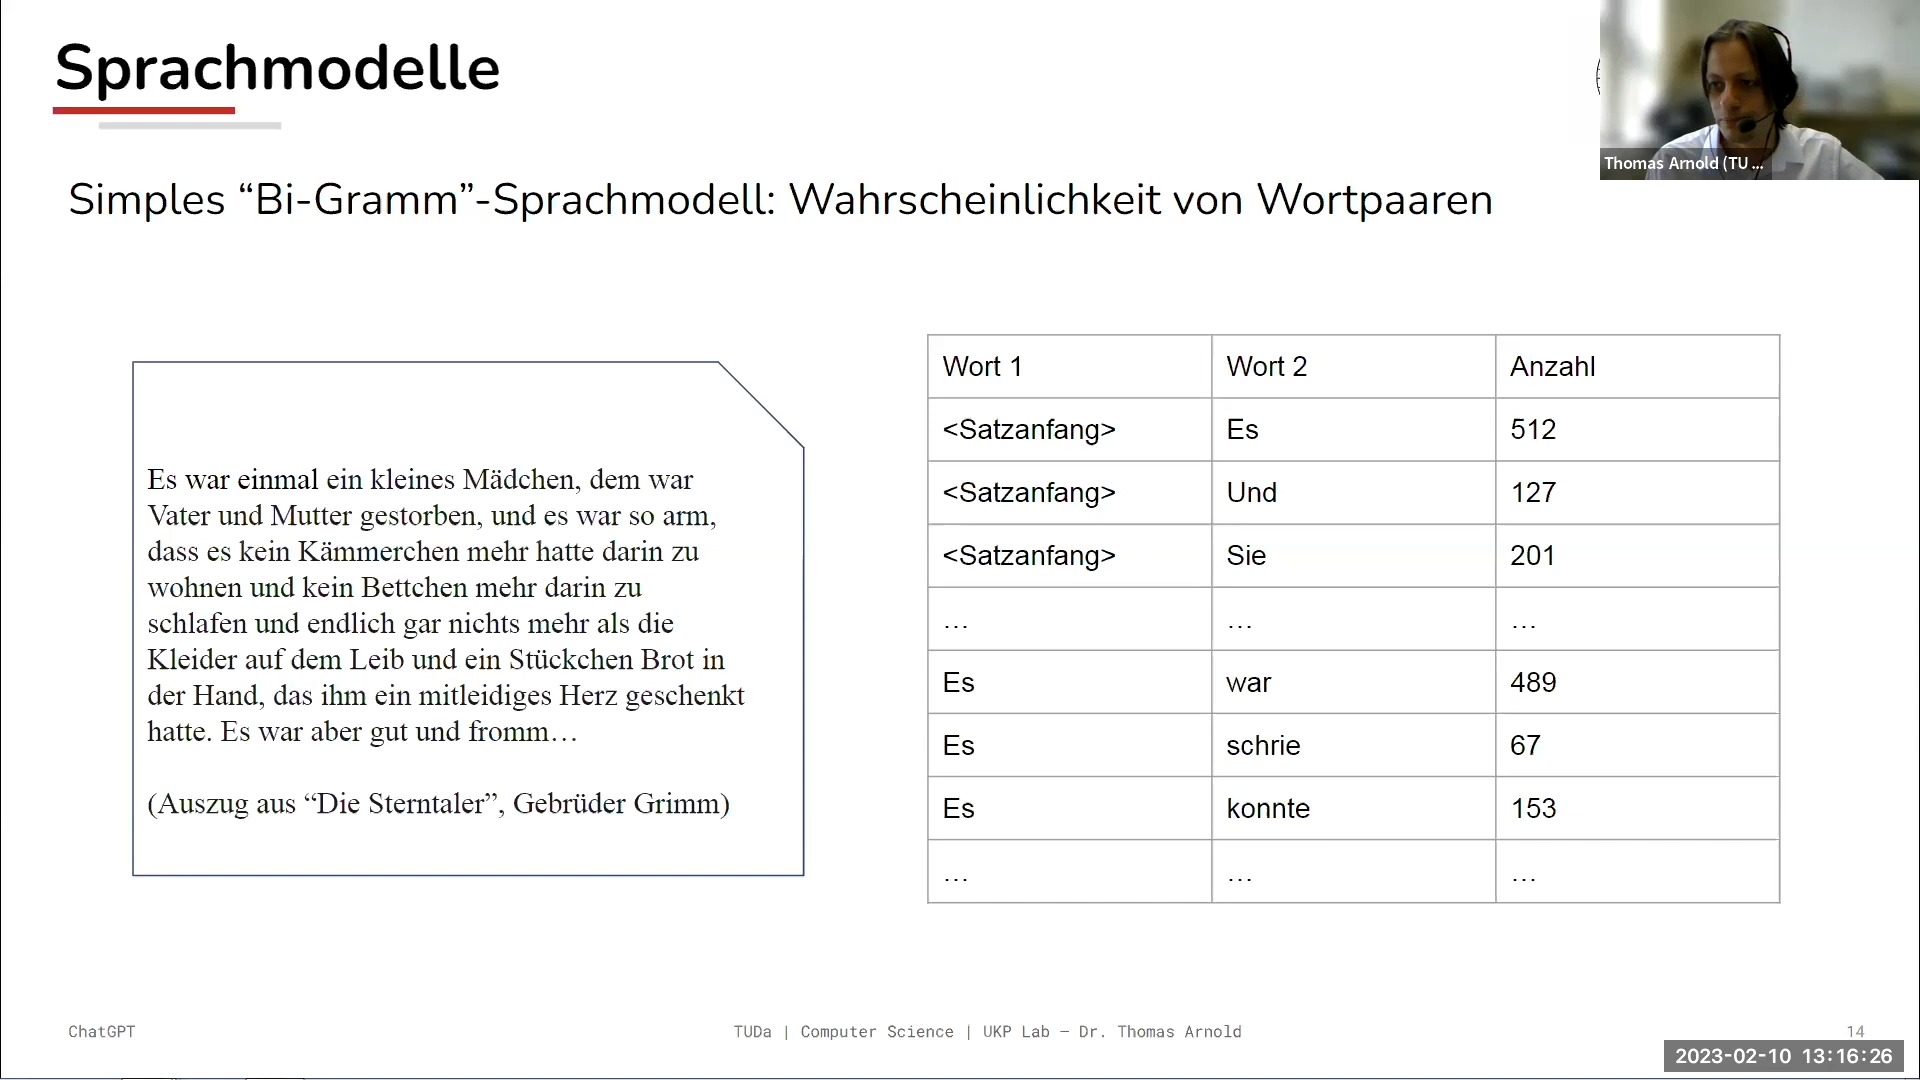 Sprachmodelle
Thomas Arnold (TU ...
Simples “Bi-Gramm”-Sprachmodell: Wahrscheinlichkeit von Wortpaaren
Es war einmal ein kleines Mädchen, dem war
Vater und Mutter gestorben, und es war so arm,
dass es kein Kämmerchen mehr hatte darin zu
wohnen und kein Bettchen mehr darin zu
schlafen und endlich gar nichts mehr als die
Kleider auf dem Leib und ein Stückchen Brot in
der Hand, das ihm ein mitleidiges Herz geschenkt
hatte. Es war aber gut und fromm…
(Auszug aus “Die Sterntaler”, Gebrüder Grimm)
Wort 1 Wort 2 Anzahl
<Satzanfang> Es 512
<Satzanfang> Und 127
<Satzanfang> Sie 201
… … …
Es war 489
Es schrie 67
Es konnte 153
… … …
ChatGPT
TUDa | Computer Science | UKP Lab – Dr. Thomas Arnold
14
2023-02-10 13:16:26